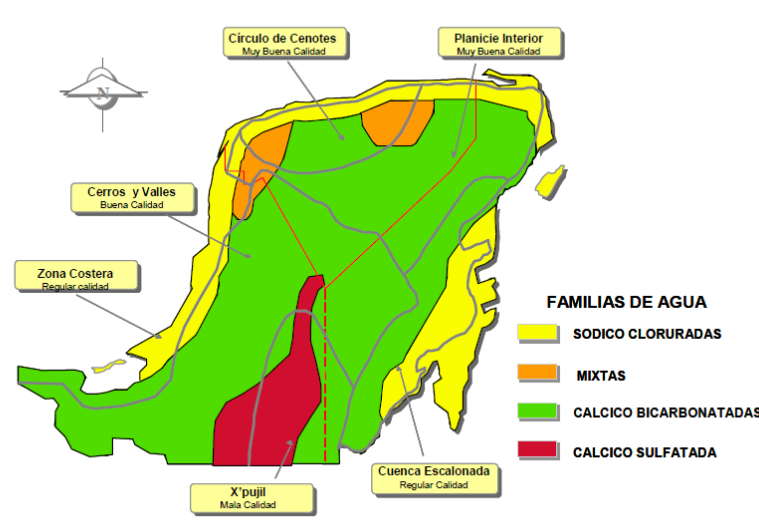 Círculo de Cenotes
Muy Buena Calidad
Planicie Interior
Muy Buena Calidad
N
Cerros y Valles
Buena Calidad
Zona Costera
Regular calidad
FAMILIAS DE AGUA
SODICO CLORURADAS
MIXTAS
CALCICO BICARBONATADAS
CALCICO SULFATADA
Cuenca Escalonada
Regular Calidad
X'pujil
Mala Calidad